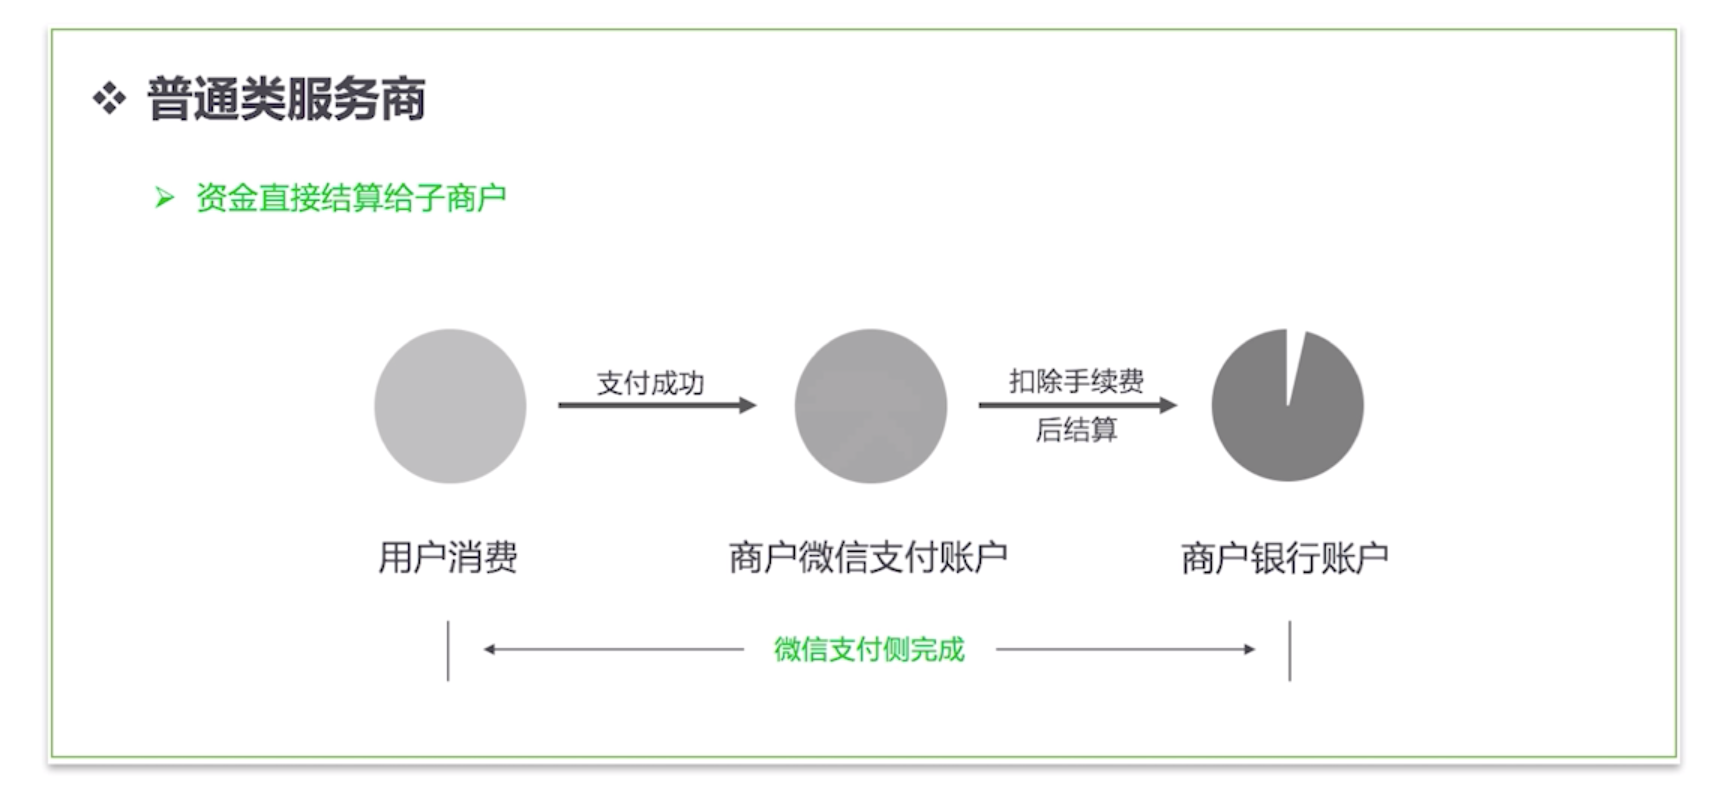 普通类服务商
资金直接结算给子商户
支付成功
扣除手续费
后结算
用户消费
商户微信支付账户
商户银行账户
微信支付侧完成